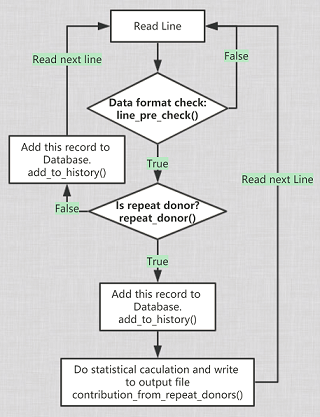 Read Line
Read next line
False
Data format check:
line_pre_check()
Add this record to
Database.
add_to_history()
True
Read next Line
False
Is repeat donor?
repeat_donor()
True
Add this record to
Database.
add_to_history()
Do statistical caculation and write
to output file
contribution_from_repeat_donors()